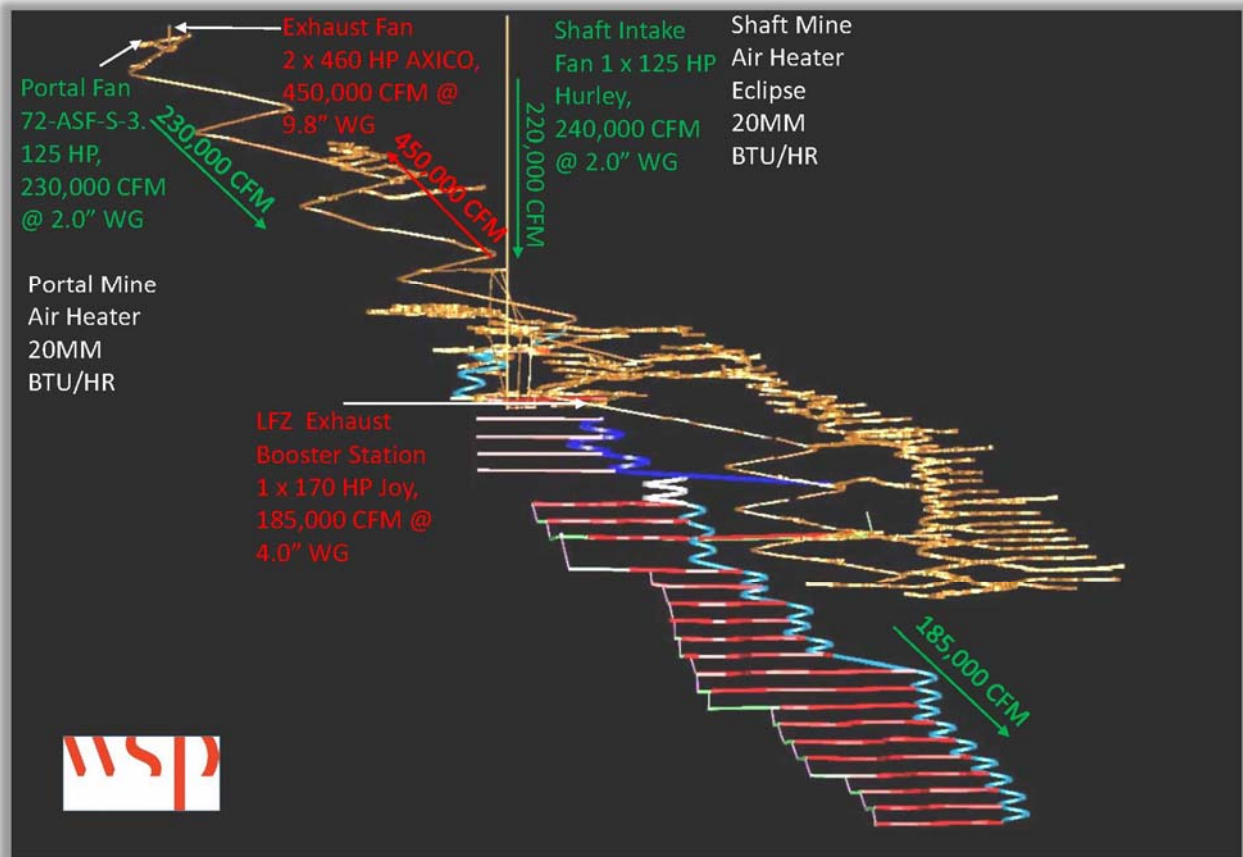 Exhaust Fan
2 x 460 HP AXICO,
450,000 CFM @
9.8” WG
Shaft Intake
Fan 1 x 125 HP
Hurley,
240,000 CFM
@ 2.0” WG
Shaft Mine
Air Heater
Eclipse
20MM
BTU/HR
Portal Fan
72-ASF-S-3.
125 HP,
230,000 CFM
@ 2.0” WG
230,000 CFM
450,000 CFM
220,000 CFM
Portal Mine
Air Heater
20MM
BTU/HR
LFZ Exhaust
Booster Station
1 x 170 HP Joy,
185,000 CFM @
4.0” WG
185,000 CFM
wsp